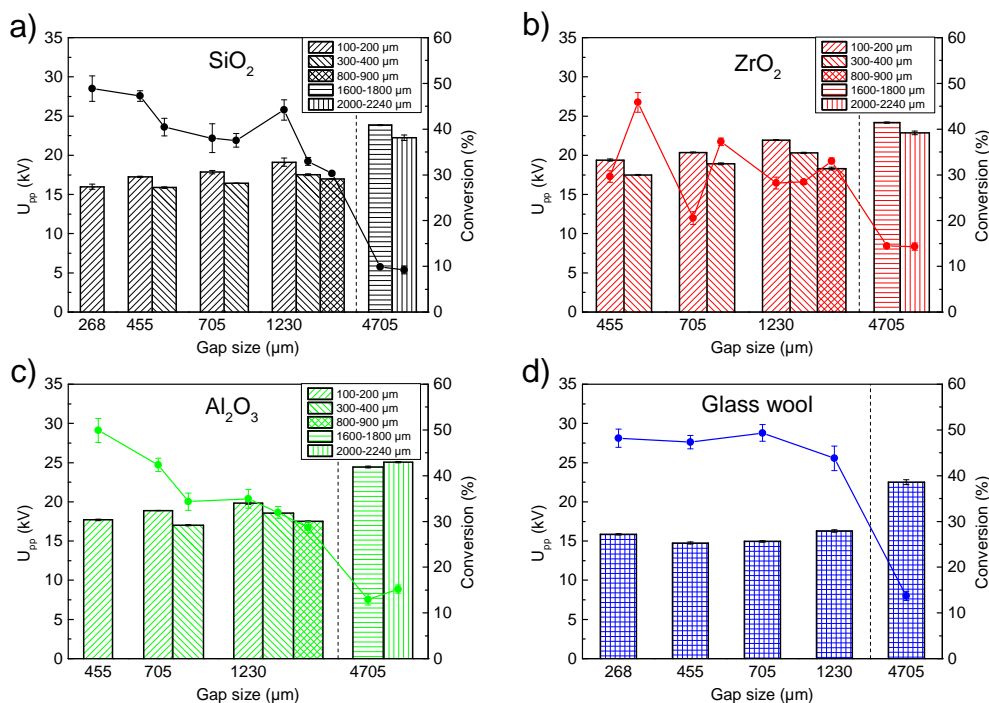 a)
SiO2
100-200 µm
300-400 µm
800-900 µm
1600-1800 µm
2000-2240 µm
35
30
25
20
15
10
5
0
Upp (kV)
60
50
40
30
20
10
0
Conversion (%)
268 455 705 1230 4705
Gap size (µm)
b)
ZrO2
100-200 µm
300-400 µm
800-900 µm
1600-1800 µm
2000-2240 µm
35
30
25
20
15
10
5
0
Upp (kV)
60
50
40
30
20
10
0
Conversion (%)
455 705 1230 4705
Gap size (µm)
c)
Al2O3
100-200 µm
300-400 µm
800-900 µm
1600-1800 µm
2000-2240 µm
35
30
25
20
15
10
5
0
Upp (kV)
60
50
40
30
20
10
0
Conversion (%)
455 705 1230 4705
Gap size (µm)
d)
Glass wool
35
30
25
20
15
10
5
0
Upp (kV)
60
50
40
30
20
10
0
Conversion (%)
268 455 705 1230 4705
Gap size (µm)